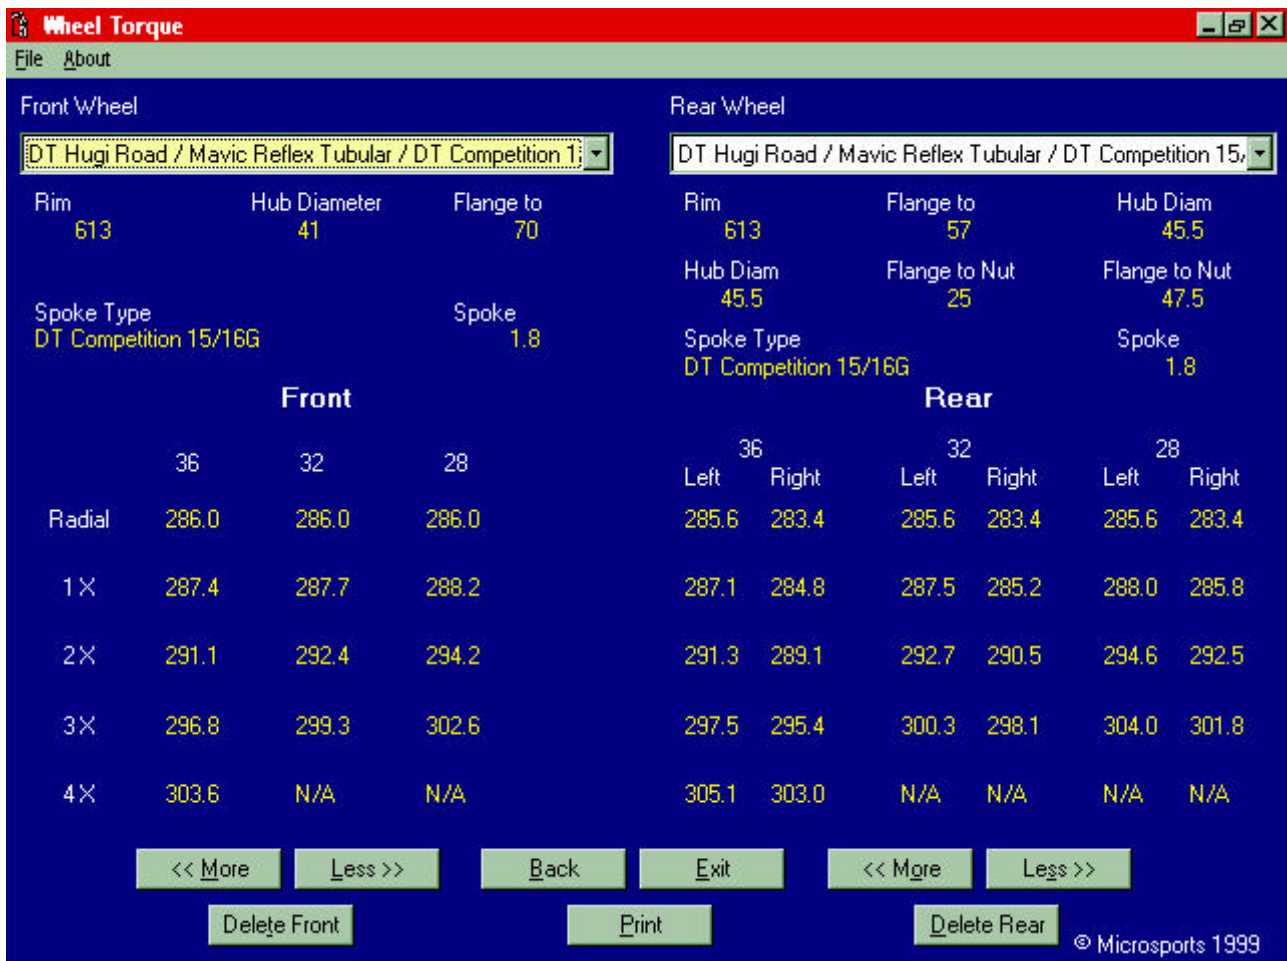 Wheel Torque
File About
Front Wheel Rear Wheel
DT Hugi Road / Mavic Reflex Tubular / DT Competition 1 DT Hugi Road / Mavic Reflex Tubular / DT Competition 15/
Rim Hub Diameter Flange to Rim Flange to Hub Diam
613 41 70 613 57 45.5
Hub Diam Flange to Nut Flange to Nut
45.5 25 47.5
Spoke Type Spoke Spoke Type Spoke
DT Competition 15/16G 1.8 DT Competition 15/16G 1.8
Front Rear
36 32 28 36 32 28
Left Right Left Right Left Right
Radial 286.0 286.0 286.0 285.6 283.4 285.6 283.4 285.6 283.4
1X 287.4 287.7 288.2 287.1 284.8 287.5 285.2 288.0 285.8
2X 291.1 292.4 294.2 291.3 289.1 292.7 290.5 294.6 292.5
3X 296.8 299.3 302.6 297.5 295.4 300.3 298.1 304.0 301.8
4X 303.6 N/A N/A 305.1 303.0 N/A N/A N/A N/A
<< More Less >> Back Exit << More Less >>
Delete Front Print Delete Rear
© Microsports 1999